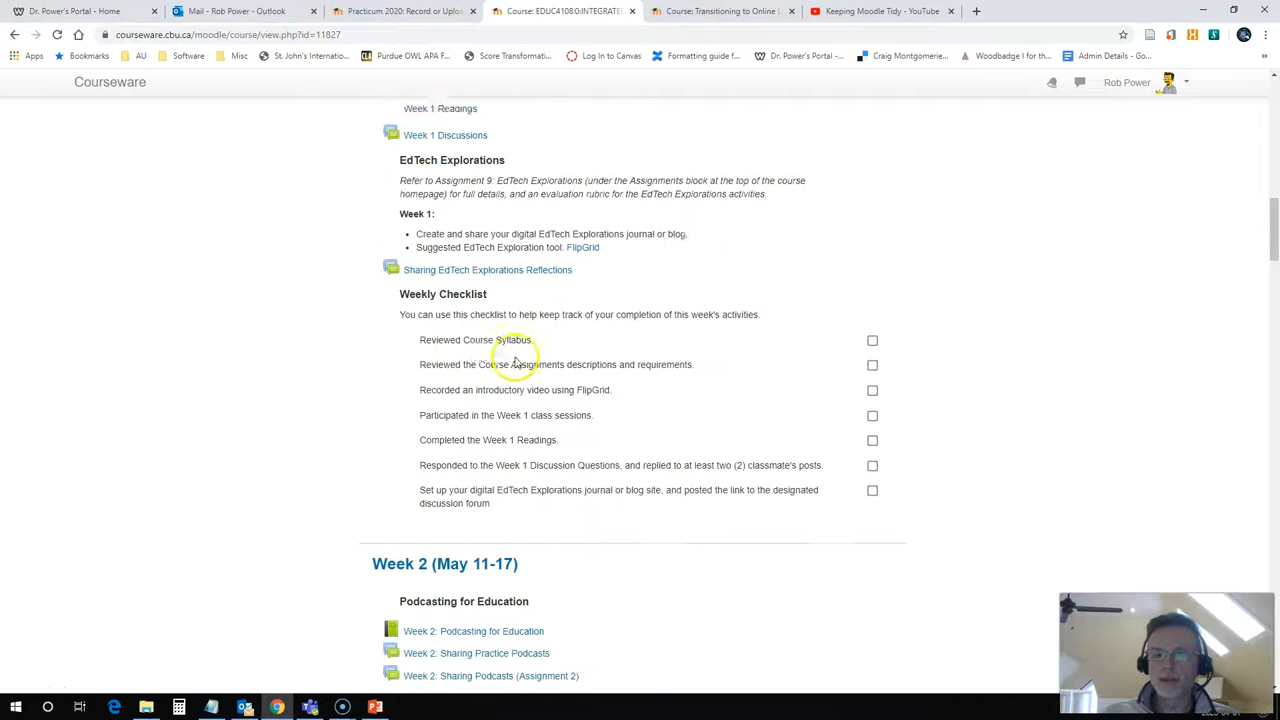 Dr. Power's Portal - Home
Mail - Rob Power - Outlook
Practicum 2020: Record or Uploa
Course: EDUC4108:0:INTEGRATE
Course: Transitioning to Online L
Keeping Moodle Tidy - YouTube
courseware.cbu.ca/moodle/course/view.php?id=11827
Apps
Bookmarks
AU
Software
Misc
St. John's Internatio...
Purdue OWL APA F...
Score Transformatio...
Log In to Canvas
Formatting guide f...
Dr. Power's Portal -...
Craig Montgomerie...
Woodbadge I for th...
Admin Details - Go...
Courseware
Rob Power
Week 1 Readings
Week 1 Discussions
EdTech Explorations
Refer to Assignment 9: EdTech Explorations (under the Assignments block at the top of the course
homepage) for full details, and an evaluation rubric for the EdTech Explorations activities.
Week 1:
Create and share your digital EdTech Explorations journal or blog.
Suggested EdTech Exploration tool: FlipGrid
Sharing EdTech Explorations Reflections
Weekly Checklist
You can use this checklist to help keep track of your completion of this week's activities.
Reviewed Course Syllabus.
Reviewed the Course Assignments descriptions and requirements.
Recorded an introductory video using FlipGrid.
Participated in the Week 1 class sessions.
Completed the Week 1 Readings.
Responded to the Week 1 Discussion Questions, and replied to at least two (2) classmate's posts.
Set up your digital EdTech Explorations journal or blog site, and posted the link to the designated
discussion forum
Week 2 (May 11-17)
Podcasting for Education
Week 2: Podcasting for Education
Week 2: Sharing Practice Podcasts
Week 2: Sharing Podcasts (Assignment 2)